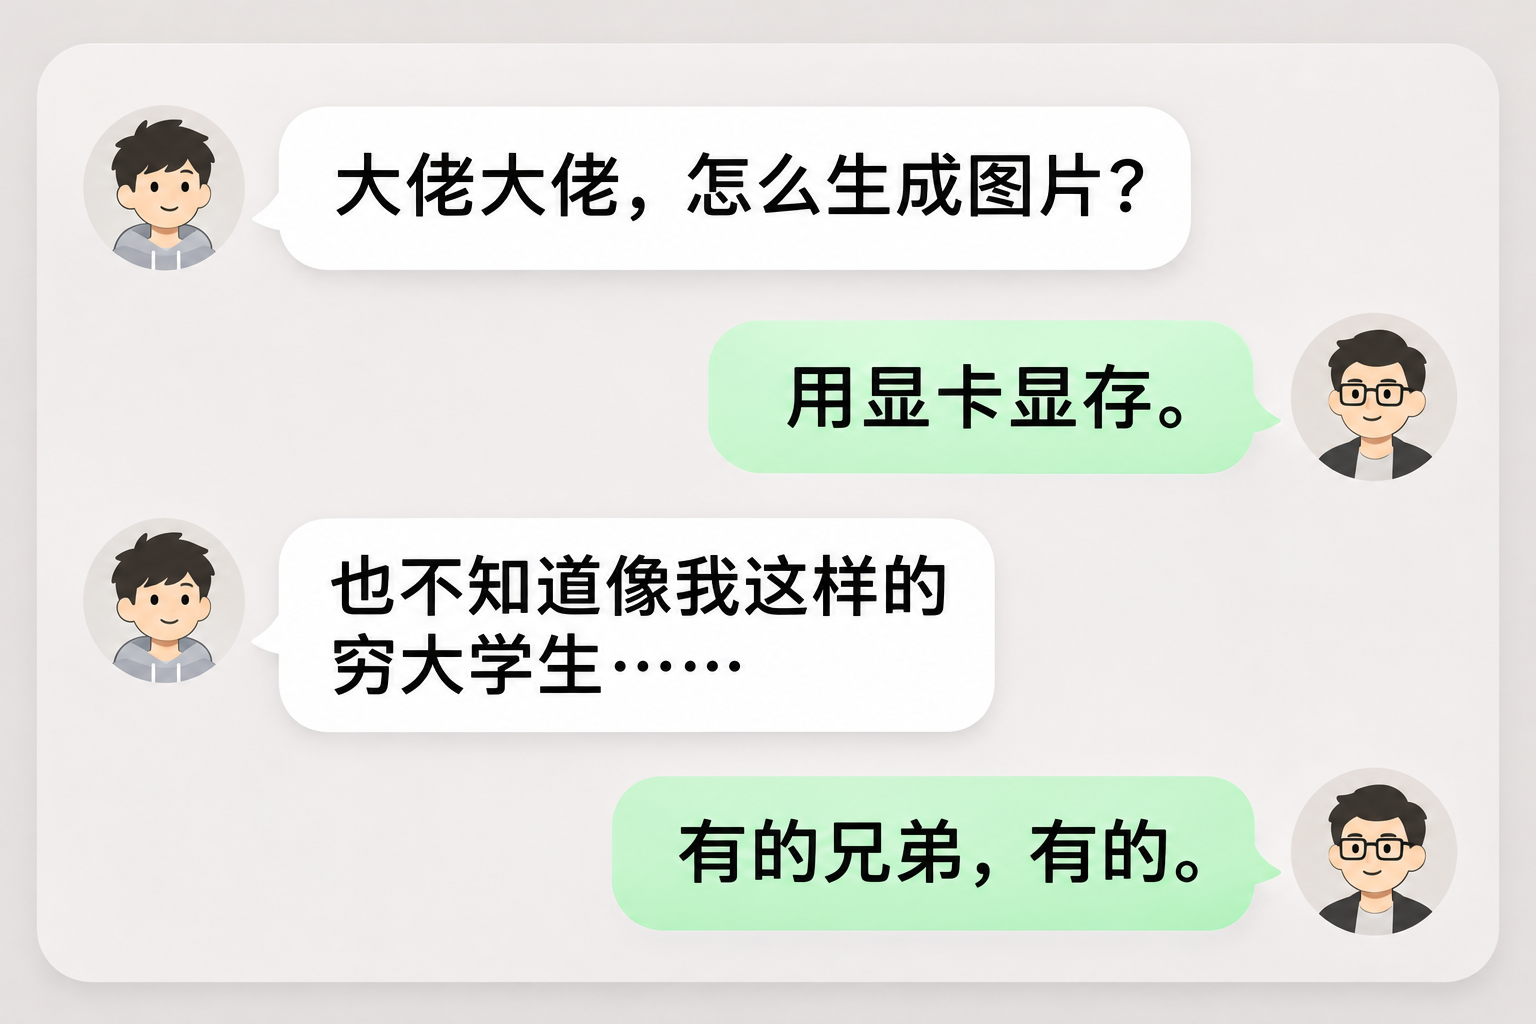 大佬大佬，怎么生成图片？
用显卡显存。
也不知道像我这样的
穷大学生……
有的兄弟，有的。